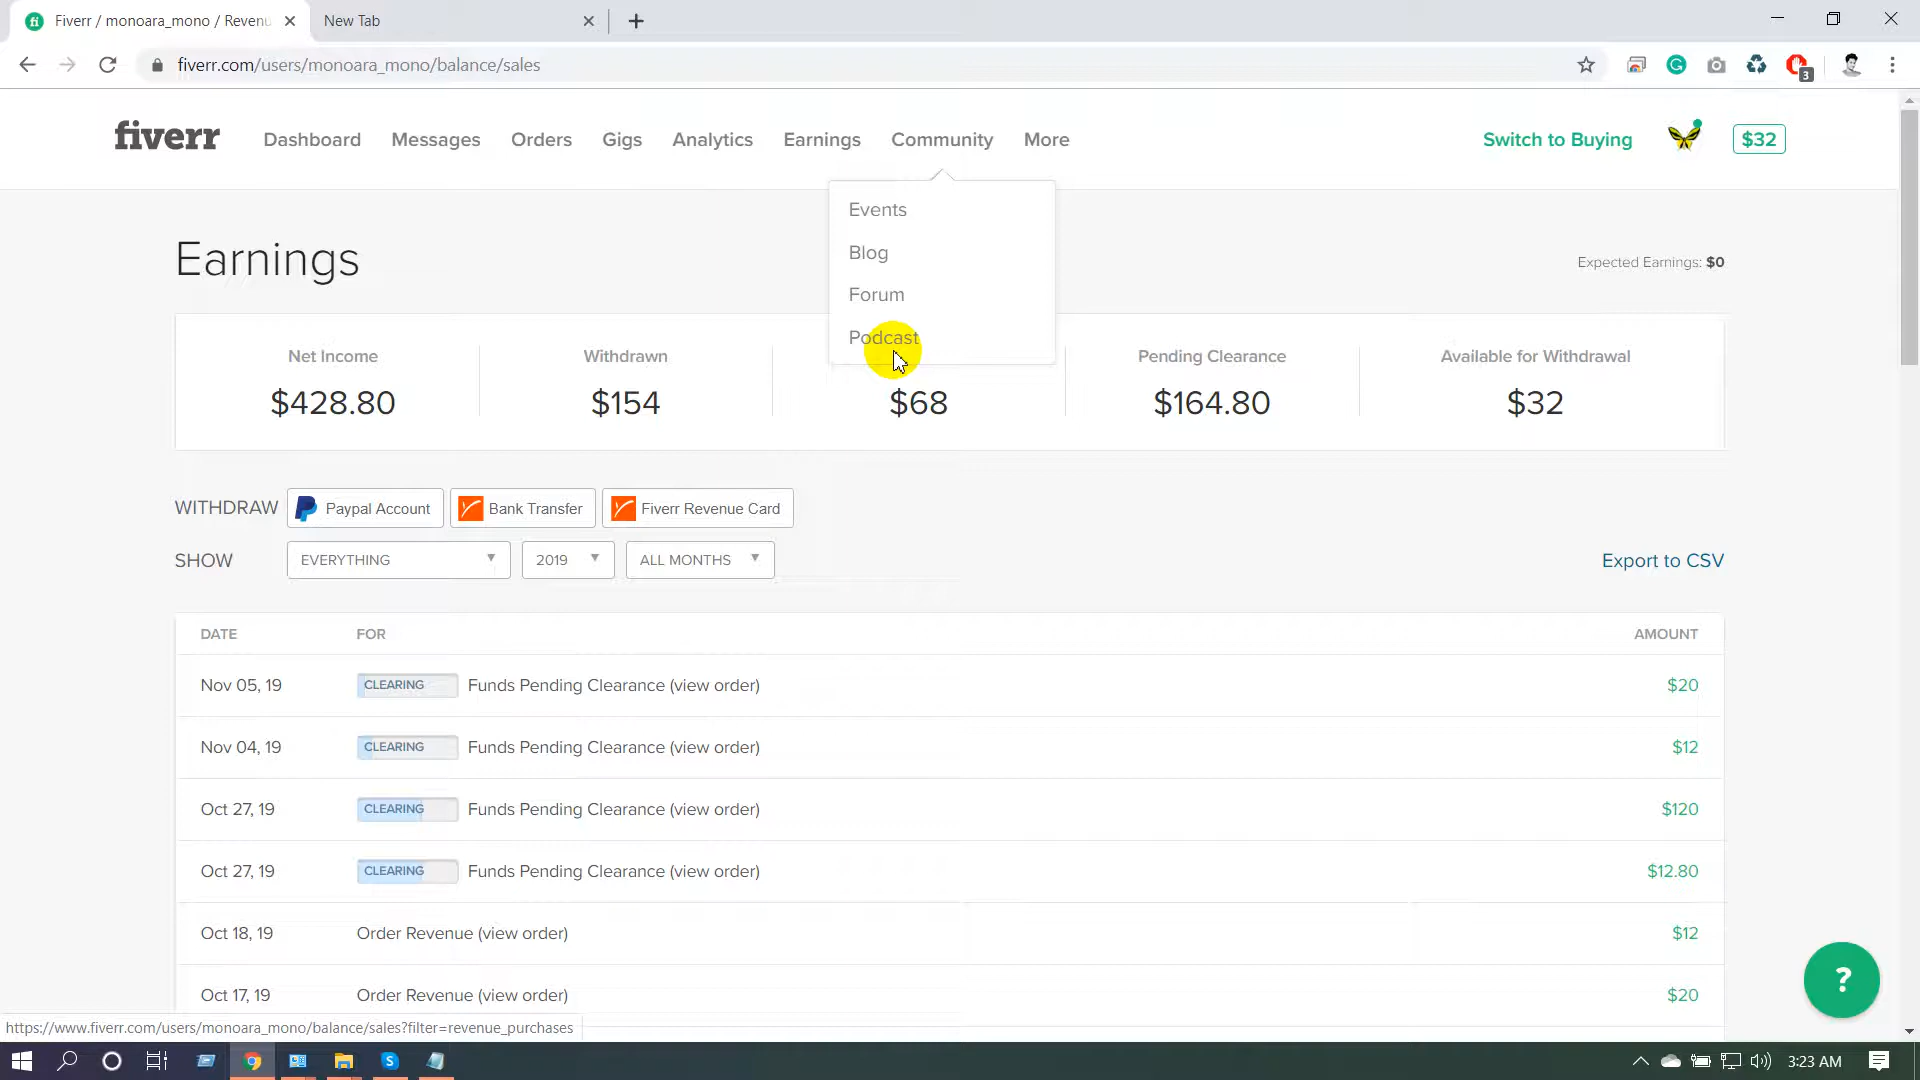 Fiverr / monoara_mono / Revenu
New Tab
fiverr.com/users/monoara_mono/balance/sales
3
fiverr
Dashboard
Messages
Orders
Gigs
Analytics
Earnings
Community
More
Switch to Buying
$32
Events
Blog
Forum
Podcast
Earnings
Expected Earnings: $0
Net Income
$428.80
Withdrawn
$154
$68
Pending Clearance
$164.80
Available for Withdrawal
$32
WITHDRAW
Paypal Account
Bank Transfer
Fiverr Revenue Card
SHOW
EVERYTHING
2019
ALL MONTHS
Export to CSV
DATE FOR AMOUNT
Nov 05, 19 CLEARING Funds Pending Clearance (view order) $20
Nov 04, 19 CLEARING Funds Pending Clearance (view order) $12
Oct 27, 19 CLEARING Funds Pending Clearance (view order) $120
Oct 27, 19 CLEARING Funds Pending Clearance (view order) $12.80
Oct 18, 19 Order Revenue (view order) $12
Oct 17, 19 Order Revenue (view order) $20
?
https://www.fiverr.com/users/monoara_mono/balance/sales?filter=revenue_purchases
3:23 AM